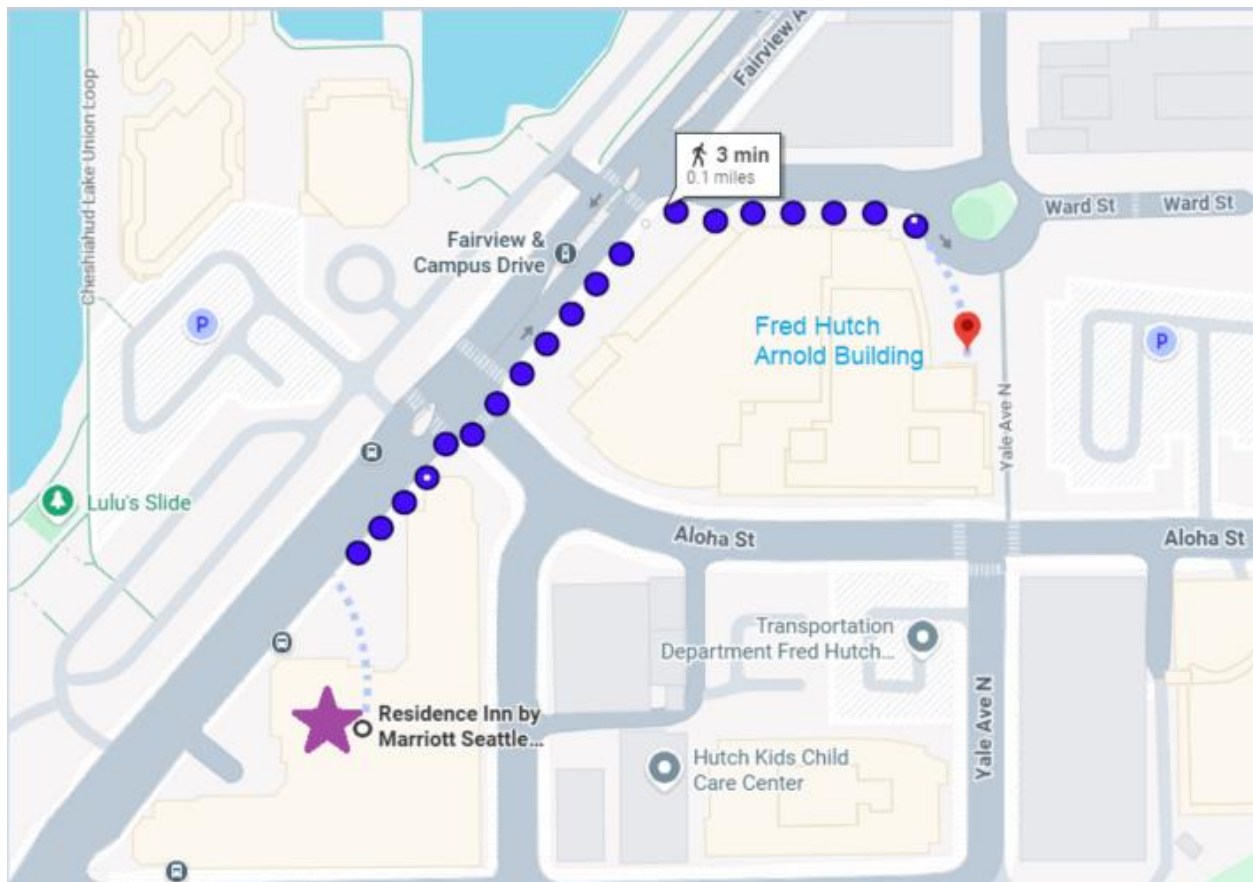 Fairview A
Cheshiahud Lake Union Loop
3 min
0.1 miles
Ward St
Ward St
Fairview &
Campus Drive
P
Fred Hutch
Arnold Building
P
Yale Ave N
Lulu's Slide
Aloha St
Aloha St
Transportation
Department Fred Hutch...
Residence Inn by
Marriott Seattle...
Yale Ave N
Hutch Kids Child
Care Center